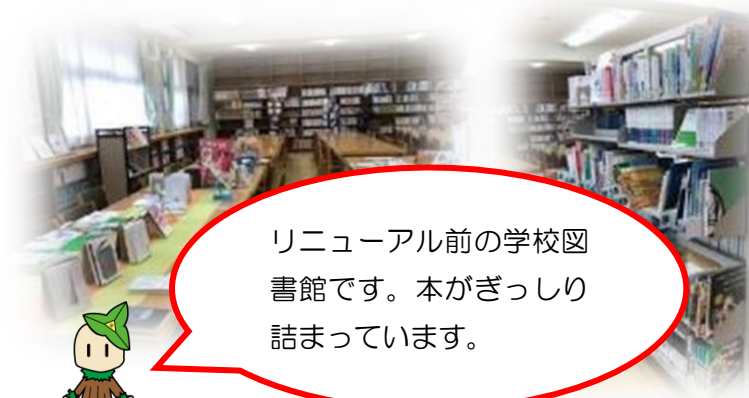 リニューアル前の学校図
書館です。本がぎっしり
詰まっています。